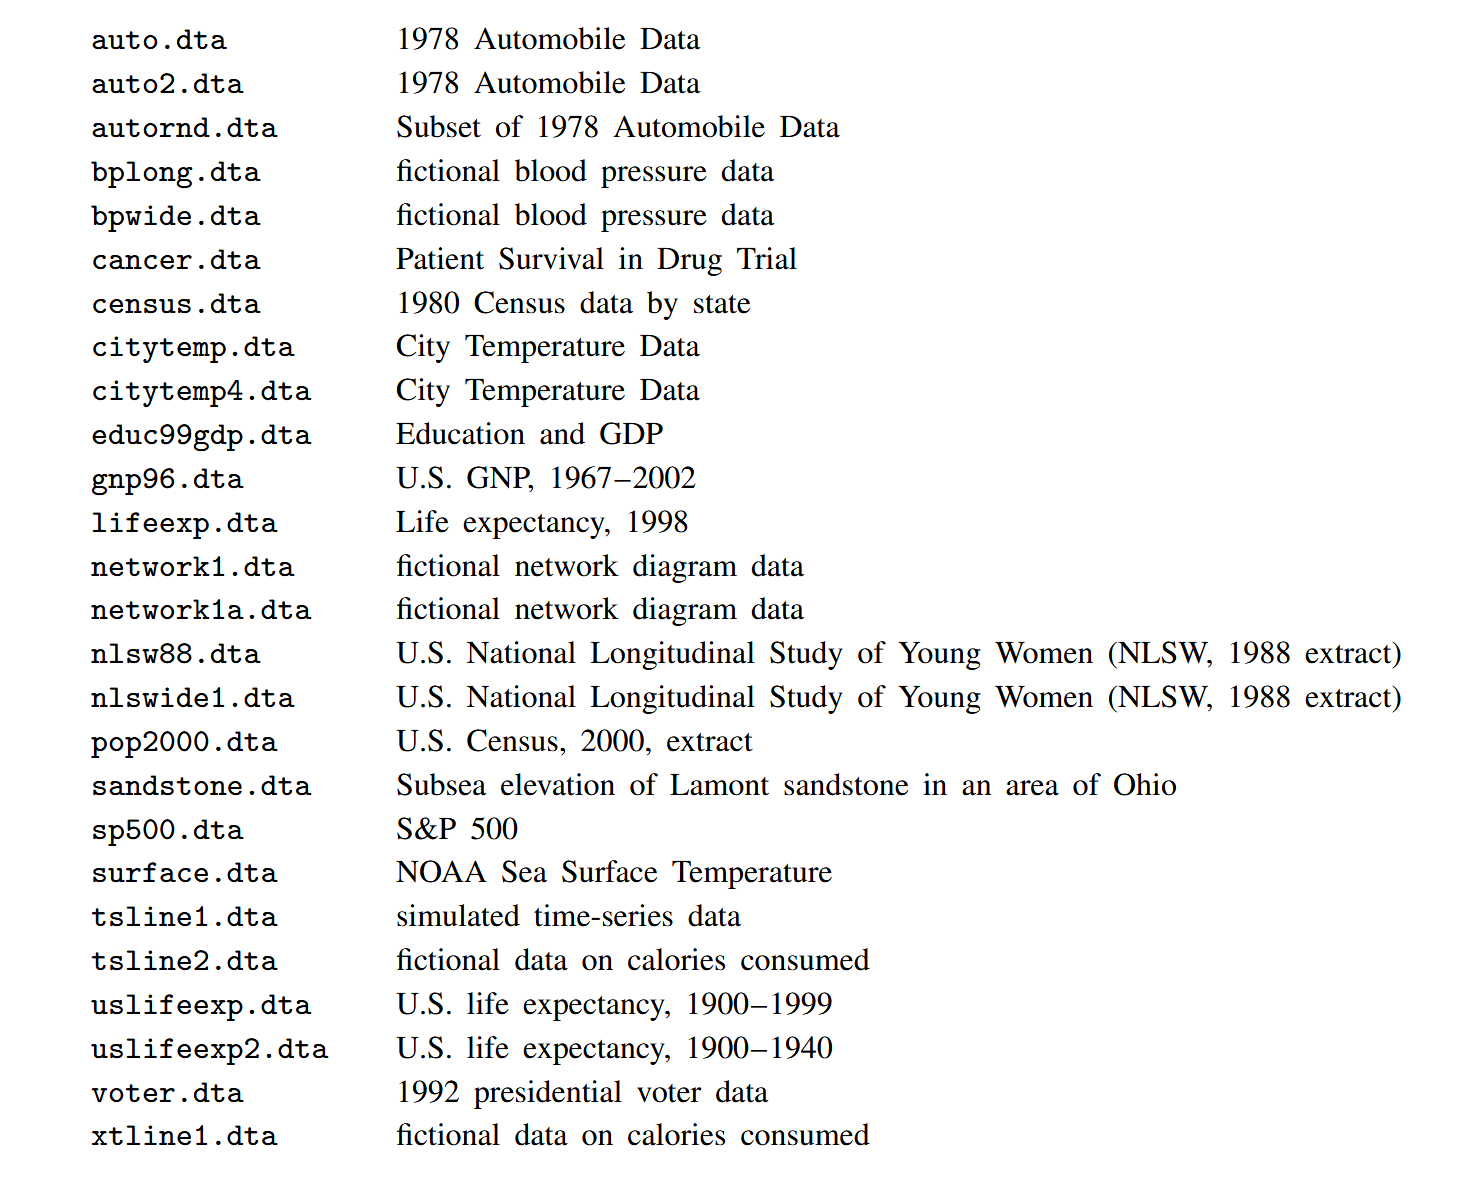 auto.dta 1978 Automobile Data
auto2.dta 1978 Automobile Data
autornd.dta Subset of 1978 Automobile Data
bplong.dta fictional blood pressure data
bpwide.dta fictional blood pressure data
cancer.dta Patient Survival in Drug Trial
census.dta 1980 Census data by state
citytemp.dta City Temperature Data
citytemp4.dta City Temperature Data
educ99gdp.dta Education and GDP
gnp96.dta U.S. GNP, 1967–2002
lifeexp.dta Life expectancy, 1998
network1.dta fictional network diagram data
network1a.dta fictional network diagram data
nlsw88.dta U.S. National Longitudinal Study of Young Women (NLSW, 1988 extract)
nlswide1.dta U.S. National Longitudinal Study of Young Women (NLSW, 1988 extract)
pop2000.dta U.S. Census, 2000, extract
sandstone.dta Subsea elevation of Lamont sandstone in an area of Ohio
sp500.dta S&P 500
surface.dta NOAA Sea Surface Temperature
tsline1.dta simulated time-series data
tsline2.dta fictional data on calories consumed
uslifeexp.dta U.S. life expectancy, 1900–1999
uslifeexp2.dta U.S. life expectancy, 1900–1940
voter.dta 1992 presidential voter data
xtline1.dta fictional data on calories consumed